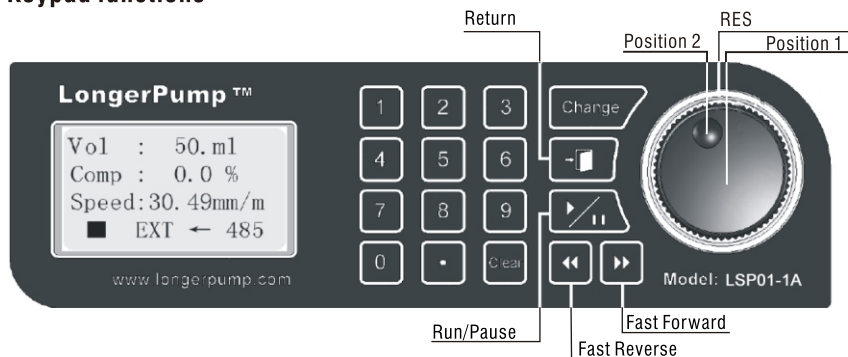 Keypad functions
Return
RES
Position 2
Position 1
LongerPump™
1 2 3 Change
Vol : 50. ml
Comp : 0.0 %
Speed:30. 49mm/m
■ EXT ← 485
4 5 6
7 8 9
0 . Clear
www.longerpump.com
Model: LSP01-1A
Run/Pause
Fast Forward
Fast Reverse